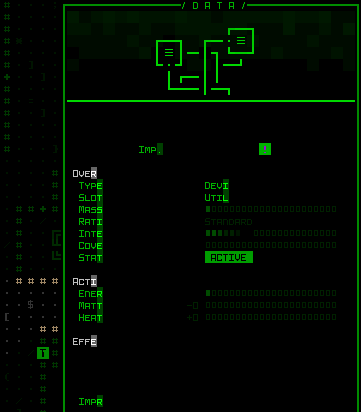 / D A T A /
Imp.
OVER
TYPE DEVI
SLOT UTIL
MASS
RATI STANDARD
INTE
COVE
STAT ACTIVE
ACTI
ENER
MATT
HEAT
EFFE
IMPR